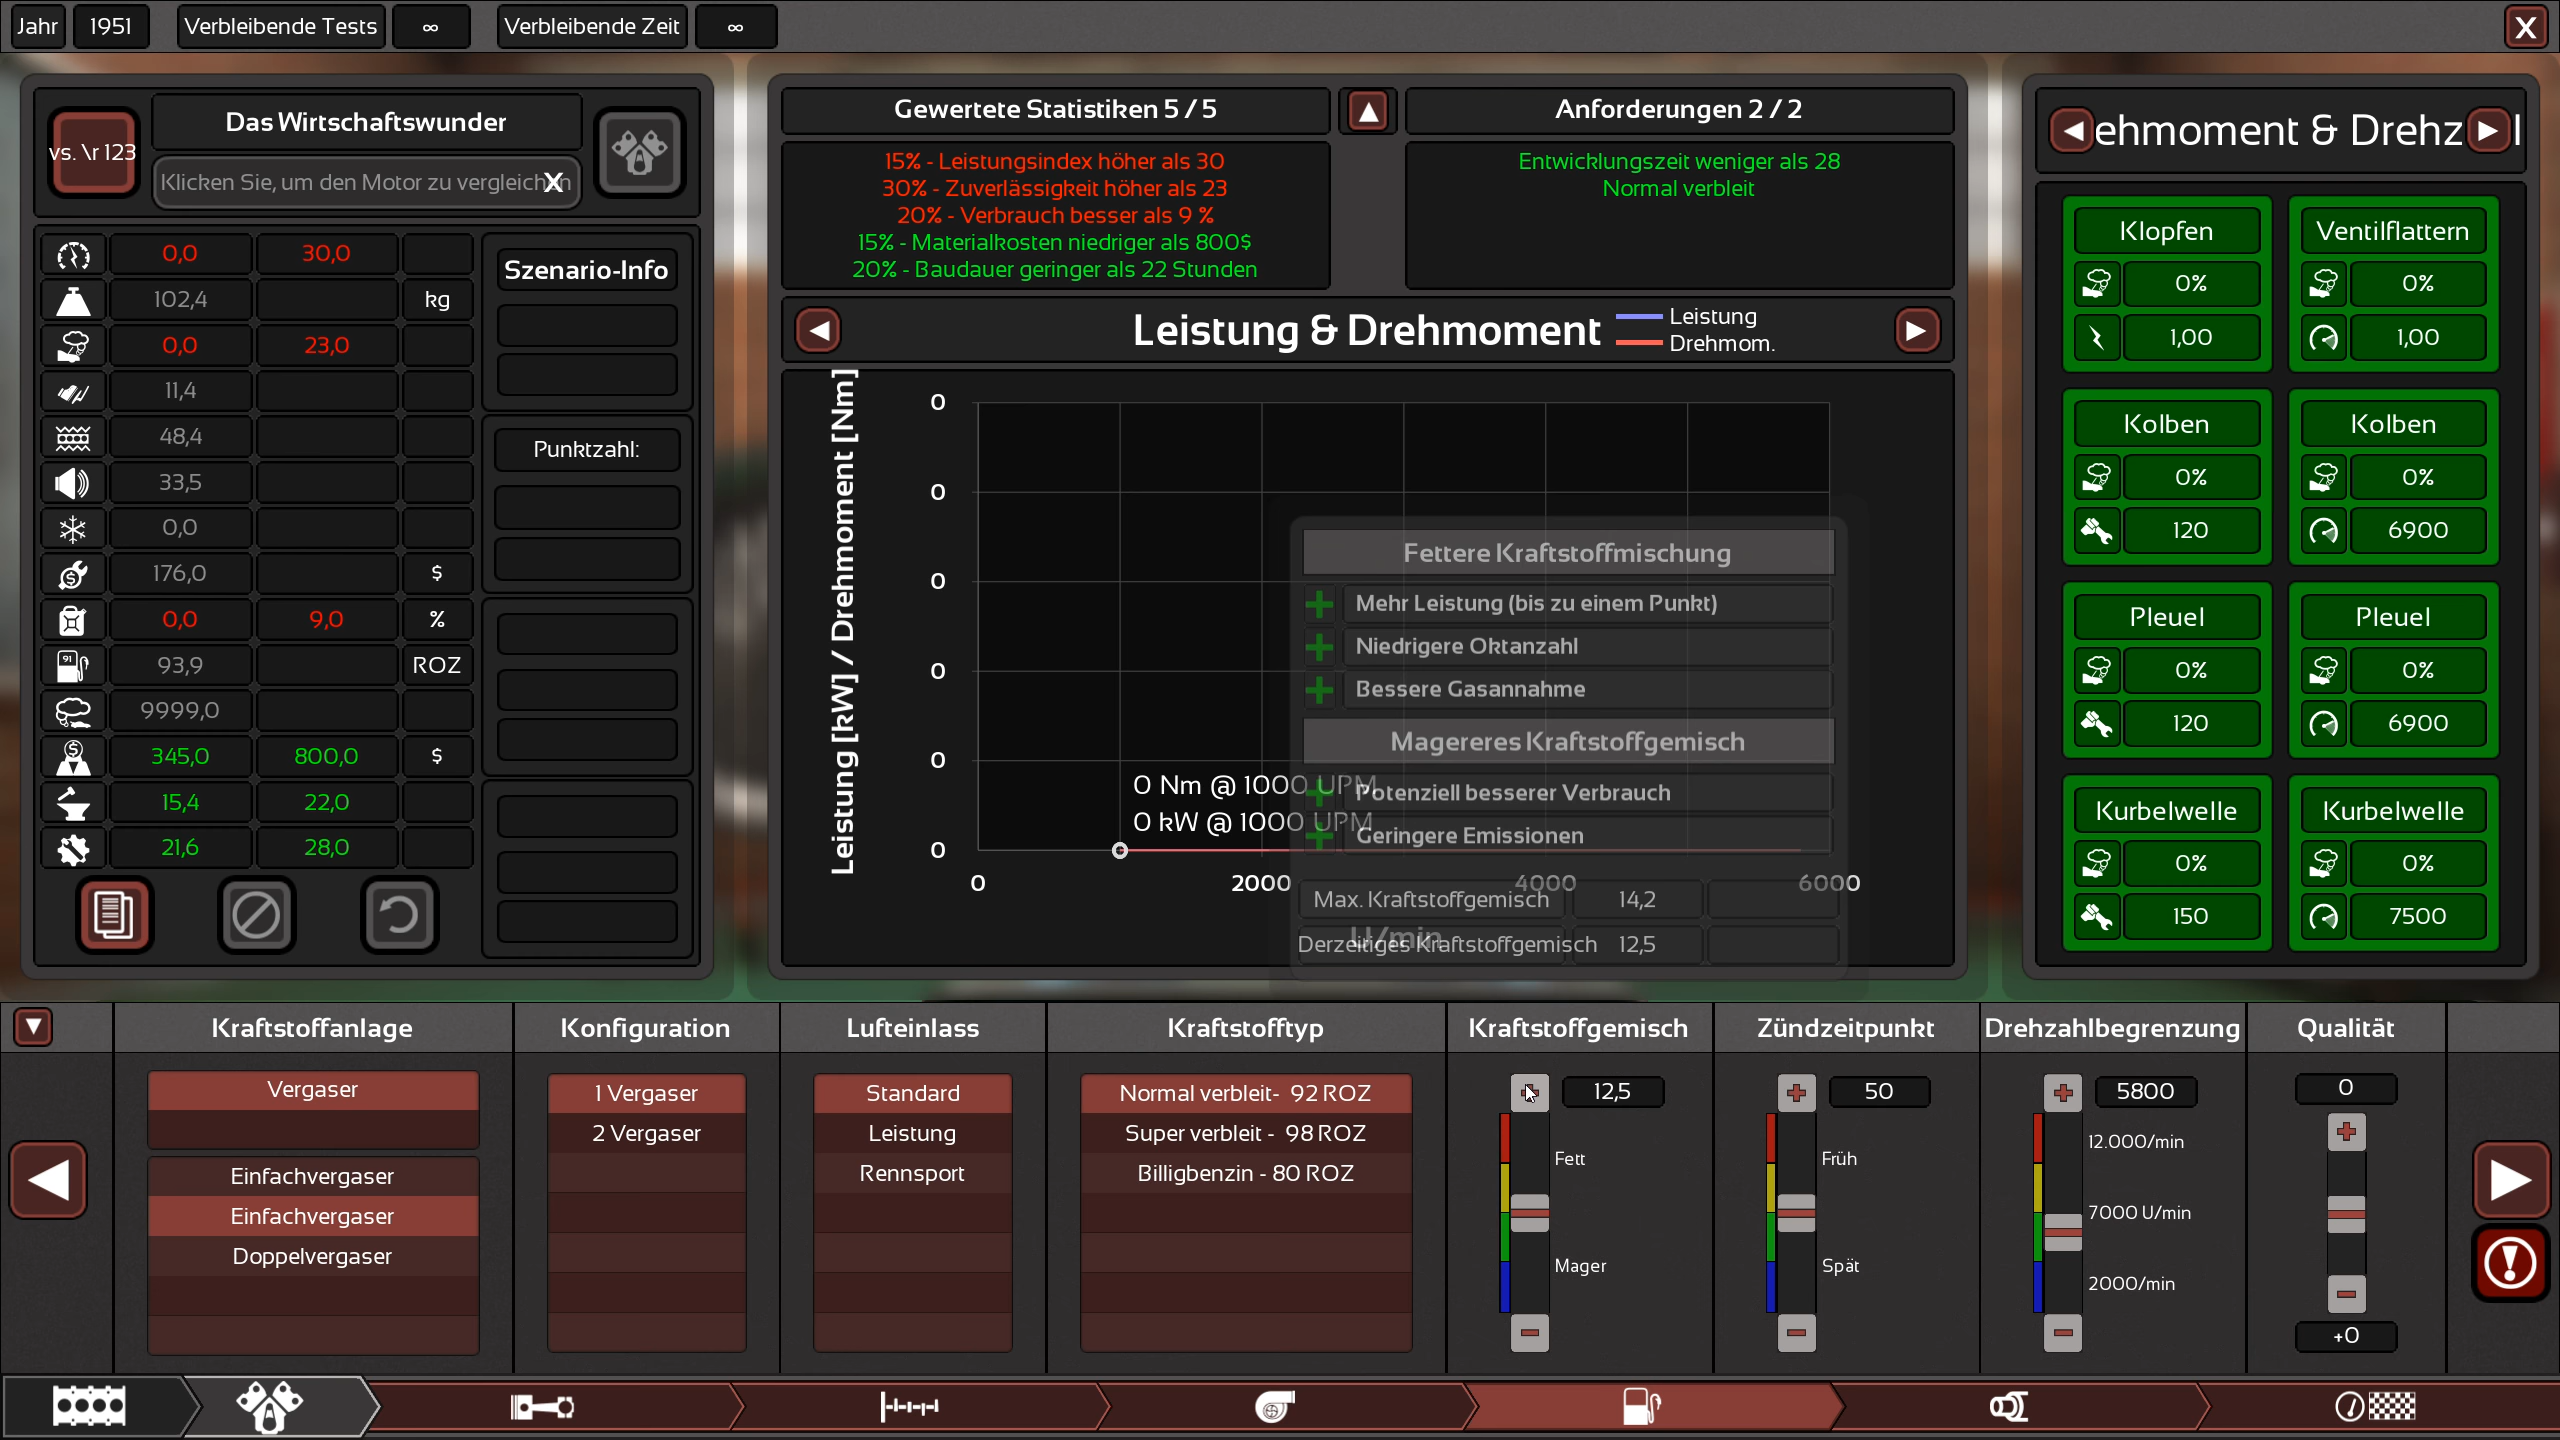 Jahr 1951 Verbleibende Tests ∞ Verbleibende Zeit ∞ X
vs. \r 123
Das Wirtschaftswunder
Klicken Sie, um den Motor zu vergleichen X
0,0 30,0
102,4 kg
0,0 23,0
11,4
48,4
33,5
0,0
176,0 $
0,0 9,0 %
91 93,9 ROZ
9999,0
345,0 800,0 $
15,4 22,0
21,6 28,0
Szenario-Info
Punktzahl:
Gewertete Statistiken 5 / 5
15% - Leistungsindex höher als 30
30% - Zuverlässigkeit höher als 23
20% - Verbrauch besser als 9 %
15% - Materialkosten niedriger als 800$
20% - Baudauer geringer als 22 Stunden
Anforderungen 2 / 2
Entwicklungszeit weniger als 28
Normal verbleit
Leistung & Drehmoment
Leistung
Drehmom.
Leistung [kW] / Drehmoment [Nm]
0
0
0
0
0
0
0 Nm @ 1000 UPM,
0 kW @ 1000 UPM
0 2000 4000 6000
U/min
Fettere Kraftstoffmischung
Mehr Leistung (bis zu einem Punkt)
Niedrigere Oktanzahl
Bessere Gasannahme
Magereres Kraftstoffgemisch
Potenziell besserer Verbrauch
Geringere Emissionen
Max. Kraftstoffgemisch 14,2
Derzeitiges Kraftstoffgemisch 12,5
ehmoment & Drehz l
Klopfen
0%
1,00
Ventilflattern
0%
1,00
Kolben
0%
120
Kolben
0%
6900
Pleuel
0%
120
Pleuel
0%
6900
Kurbelwelle
0%
150
Kurbelwelle
0%
7500
Kraftstoffanlage
Vergaser
Einfachvergaser
Einfachvergaser
Doppelvergaser
Konfiguration
1 Vergaser
2 Vergaser
Lufteinlass
Standard
Leistung
Rennsport
Kraftstofftyp
Normal verbleit- 92 ROZ
Super verbleit - 98 ROZ
Billigbenzin - 80 ROZ
Kraftstoffgemisch
12,5
Fett
Mager
Zündzeitpunkt
50
Früh
Spät
Drehzahlbegrenzung
5800
12.000/min
7000 U/min
2000/min
Qualität
0
+0